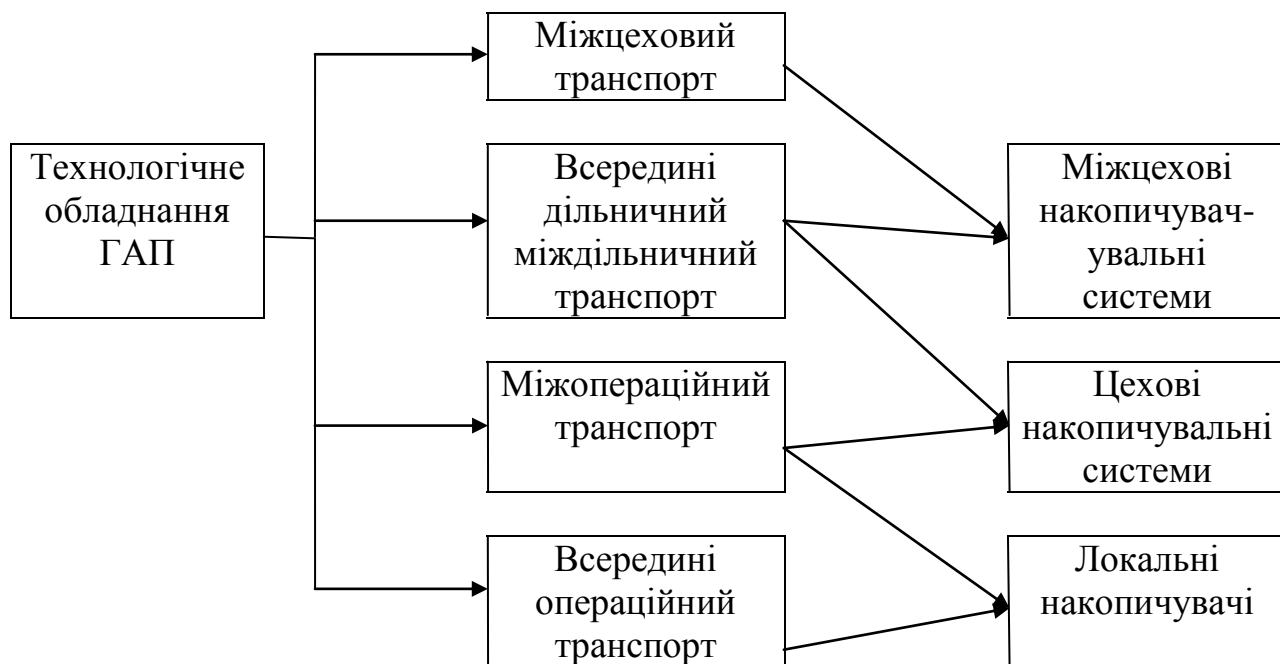 Міжцеховий
транспорт
Технологічне
обладнання
ГАП
Всередині
дільничний
міждільничний
транспорт
Міжцехові
накопичувач-
увальні
системи
Міжопераційний
транспорт
Цехові
накопичувальні
системи
Всередині
операційний
транспорт
Локальні
накопичувачі